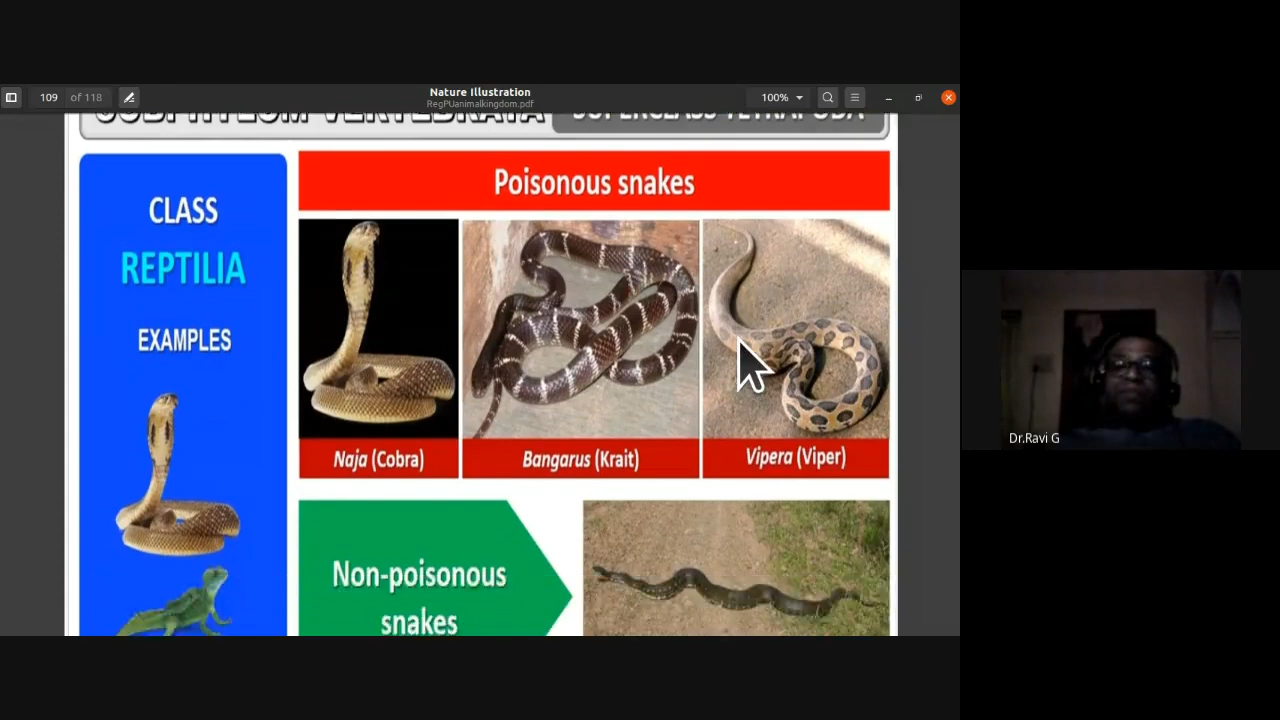 109 of 118
Nature Illustration
RegPUanimalkingdom.pdf
100%
SUBPHYLUM VERTEBRATA
SUPERCLASS TETRAPODA
CLASS
REPTILIA
EXAMPLES
Poisonous snakes
Naja (Cobra)
Bangarus (Krait)
Vipera (Viper)
Non-poisonous
snakes
Dr.Ravi G